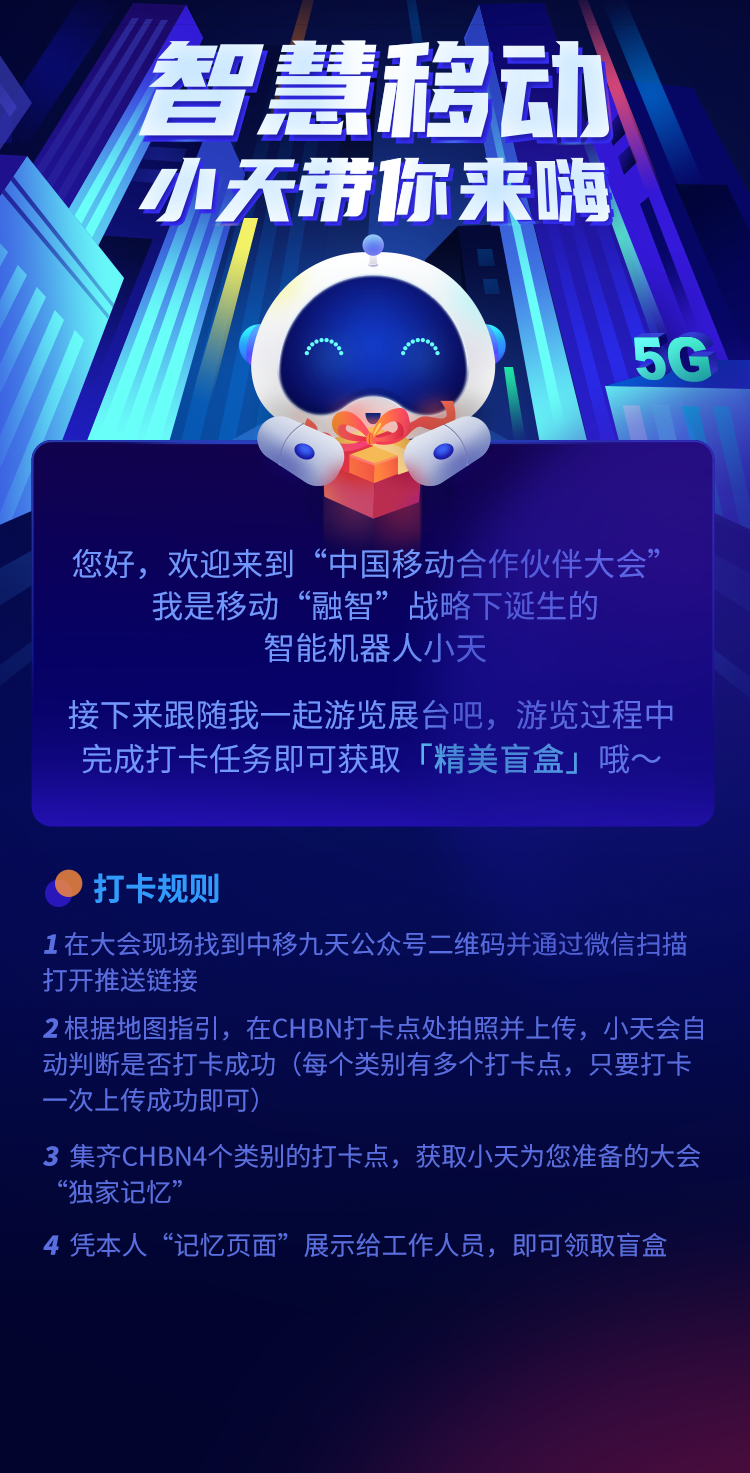 智慧移动
小天带你来嗨
5G
您好，欢迎来到“中国移动合作伙伴大会”
我是移动“融智”战略下诞生的
智能机器人小天
接下来跟随我一起游览展台吧，游览过程中
完成打卡任务即可获取「精美盲盒」哦～
打卡规则
1 在大会现场找到中移九天公众号二维码并通过微信扫描
打开推送链接
2 根据地图指引，在CHBN打卡点处拍照并上传，小天会自
动判断是否打卡成功（每个类别有多个打卡点，只要打卡
一次上传成功即可）
3 集齐CHBN4个类别的打卡点，获取小天为您准备的大会
“独家记忆”
4 凭本人“记忆页面”展示给工作人员，即可领取盲盒